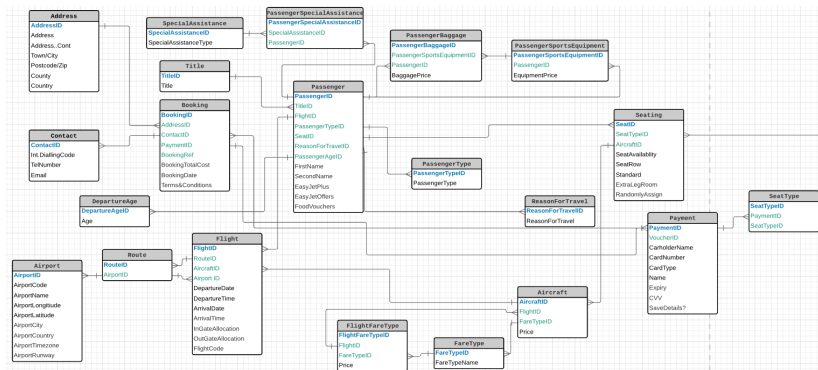 Address
AddressID
Address
Address..Cont
Town/City
Postcode/Zip
County
Country
SpecialAssistance
SpecialAssistanceID
SpecialAssistanceType
PassengerSpecialAssistance
PassengerSpecialAssistanceID
SpecialAssistanceID
PassengerID
PassengerBaggage
PassengerBaggageID
PassengerSportsEquipmentID
PassengerID
BaggagePrice
PassengerSportsEquipment
PassengerSportsEquipmentID
PassengerID
EquipmentPrice
Title
TitleID
Title
Passenger
PassengerID
TitleID
FlightID
PassengerTypeID
SeatID
ReasonForTravelID
PassengerAgeID
FirstName
SecondName
EasyJetPlus
EasyJetOffers
FoodVouchers
Booking
BookingID
AddressID
ContactID
PaymentID
BookingRef
BookingTotalCost
BookingDate
Terms&Conditions
Contact
ContactID
Int.DiallingCode
TelNumber
Email
Seating
SeatID
SeatTypeID
AircraftID
SeatAvailablity
SeatRow
Standard
ExtraLegRoom
RandomlyAssign
PassengerType
PassengerTypeID
PassengerType
DepartureAge
DepartureAgeID
Age
ReasonForTravel
ReasonForTravelID
ReasonForTravel
SeatType
SeatTypeID
PaymentID
SeatTypeID
Payment
PaymentID
VoucherID
CarholderName
CardNumber
CardType
Name
Expiry
CVV
SaveDetails?
Flight
FlightID
RouteID
AircraftID
Airport ID
DepartureDate
DepartureTime
ArrivalDate
ArrivalTime
InGateAllocation
OutGateAllocation
FlightCode
Route
RouteID
AirportID
Airport
AirportID
AirportCode
AirportName
AirportLongitiude
AirportLatitude
AirportCity
AirportCountry
AirportTimezone
AirportRunway
Aircraft
AircraftID
FlightID
FareTypeID
Price
FlightFareType
FlightFareTypeID
FlightID
FareTypeID
Price
FareType
FareTypeID
FareTypeName